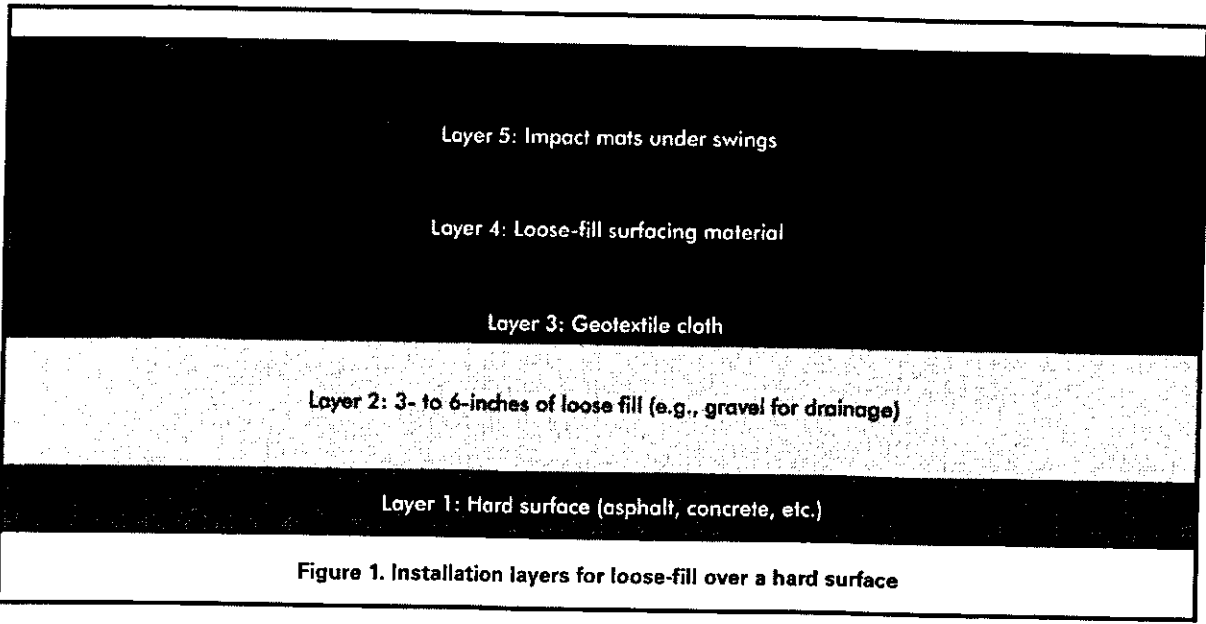 Layer 5: Impact mats under swings
Layer 4: Loose-fill surfacing material
Layer 3: Geotextile cloth
Layer 2: 3- to 6-inches of loose fill (e.g., gravel for drainage)
Layer 1: Hard surface (asphalt, concrete, etc.)
Figure 1. Installation layers for loose-fill over a hard surface